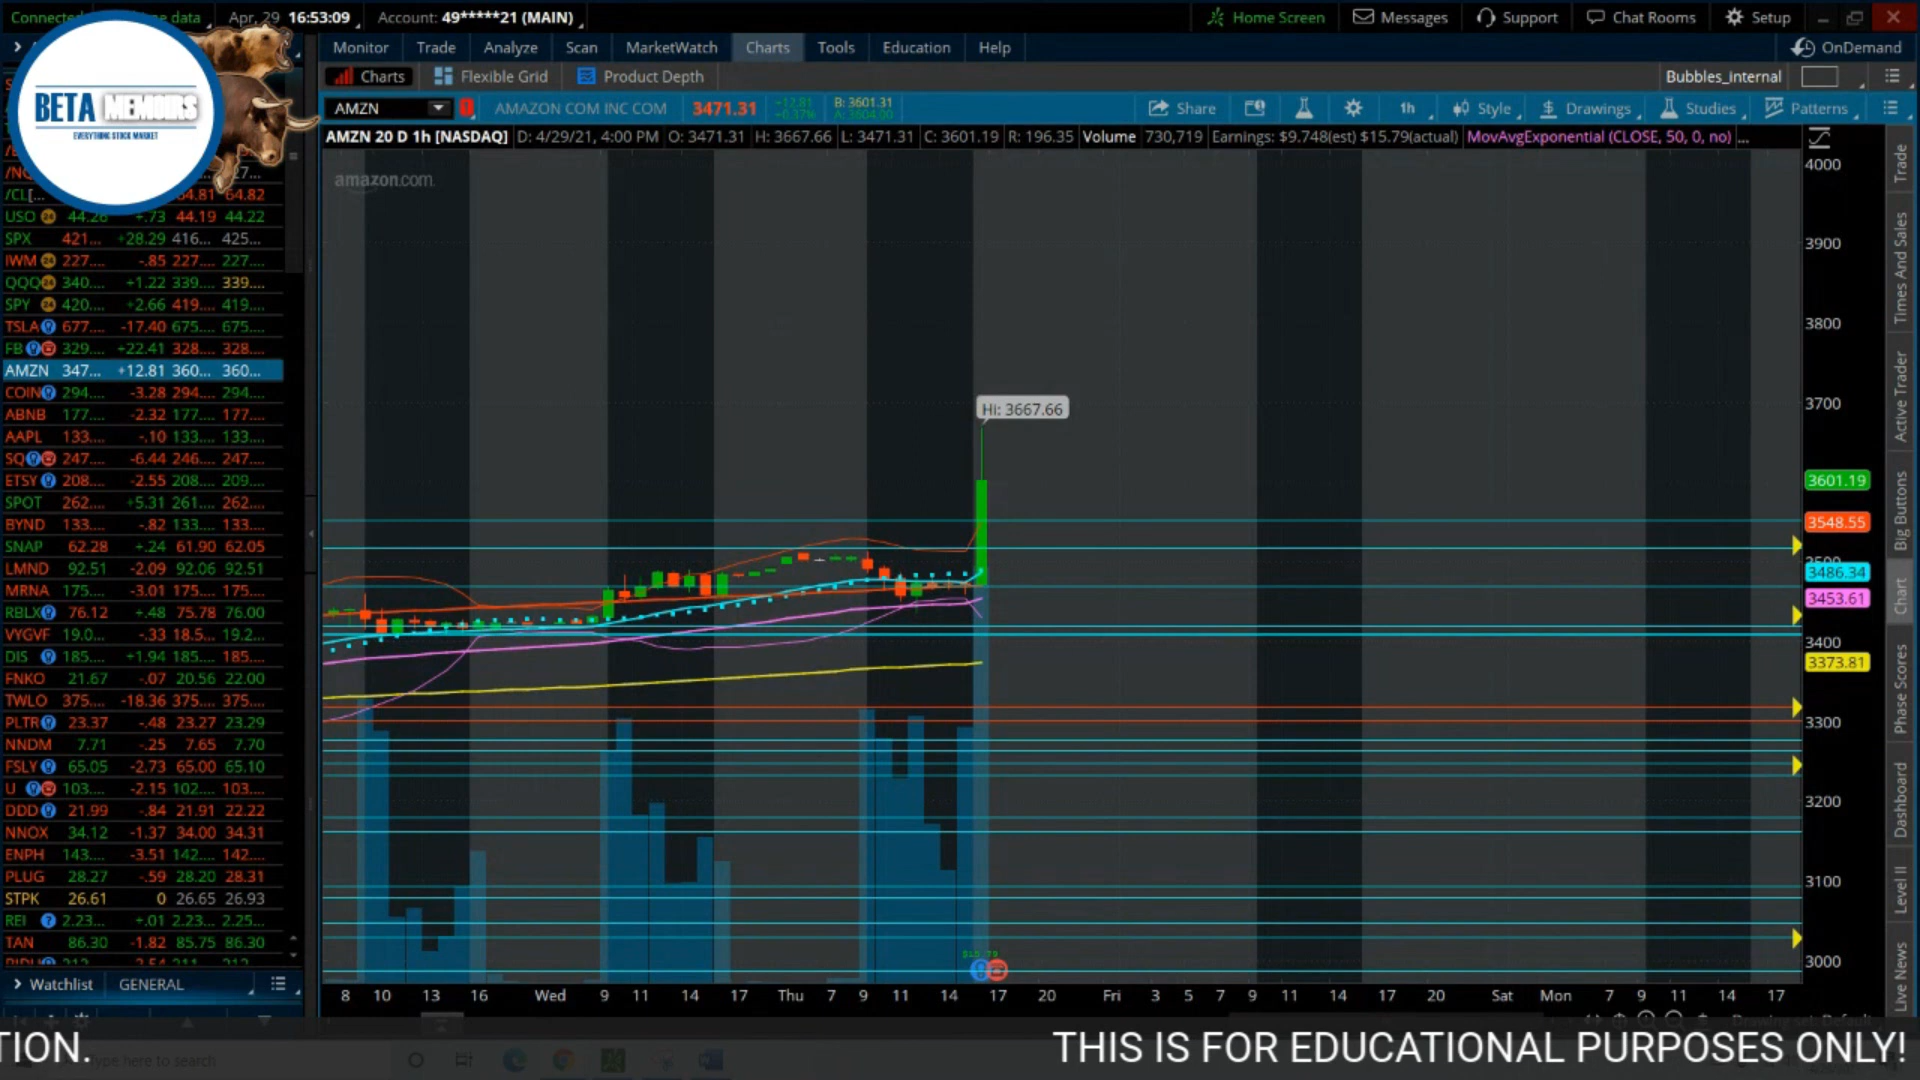 Apr, 29 16:53:09 Account: 49*****21 (MAIN) Home Screen Messages Support Chat Rooms Setup
Monitor Trade Analyze Scan MarketWatch Charts Tools Education Help OnDemand
Charts Flexible Grid Product Depth Bubbles_internal
BETA MEMOIRS
EVERYTHING STOCK MARKET
AMZN AMAZON COM INC COM 3471.31 +12.81 +0.37% B: 3601.31 A: 3604.00 Share 1h Style Drawings Studies Patterns
AMZN 20 D 1h [NASDAQ] D: 4/29/21, 4:00 PM O: 3471.31 H: 3667.66 L: 3471.31 C: 3601.19 R: 196.35 Volume 730,719 Earnings: $9.748(est) $15.79(actual) MovAvgExponential (CLOSE, 50, 0, no) ...
amazon.com
Hi: 3667.66
/CL[... 64.82
USO 44.26 +.73 44.19 44.22
SPX 421... +28.29 416... 425...
IWM 227.... -.85 227.... 227....
QQQ 340.... +1.22 339.... 339....
SPY 420.... +2.66 419.... 419....
TSLA 677.... -17.40 675.... 675....
FB 329.... +22.41 328.... 328....
AMZN 347... +12.81 360... 360...
COIN 294.... -3.28 294.... 294....
ABNB 177.... -2.32 177.... 177....
AAPL 133.... -.10 133.... 133....
SQ 247.... -6.44 246.... 247....
ETSY 208.... -2.55 208.... 209....
SPOT 262.... +5.31 261.... 262....
BYND 133.... -.82 133.... 133....
SNAP 62.28 +.24 61.90 62.05
LMND 92.51 -2.09 92.06 92.51
MRNA 175.... -3.01 175.... 175....
RBLX 76.12 +.48 75.78 76.00
VYGVF 19.0... -.33 18.5... 19.2...
DIS 185.... +1.94 185.... 185....
FNKO 21.67 -.07 20.56 22.00
TWLO 375.... -18.36 375.... 375....
PLTR 23.37 -.48 23.27 23.29
NNDM 7.71 -.25 7.65 7.70
FSLY 65.05 -2.73 65.00 65.10
U 103.... -2.15 102.... 103....
DDD 21.99 -.84 21.91 22.22
NNOX 34.12 -1.37 34.00 34.31
ENPH 143.... -3.51 142.... 142....
PLUG 28.27 -.59 28.20 28.31
STPK 26.61 0 26.65 26.93
REI 2.23... +.01 2.23... 2.25...
TAN 86.30 -1.82 85.75 86.30
Watchlist GENERAL
4000
3900
3800
3700
3601.19
3548.55
3486.34
3453.61
3400
3373.81
3300
3200
3100
3000
Trade
Times And Sales
Active Trader
Big Buttons
Chart
Phase Scores
Dashboard
Level II
Live News
8 10 13 16 Wed 9 11 14 17 Thu 7 9 11 14 17 20 Fri 3 5 7 9 11 14 17 20 Sat Mon 7 9 11 14 17
TION. THIS IS FOR EDUCATIONAL PURPOSES ONLY!